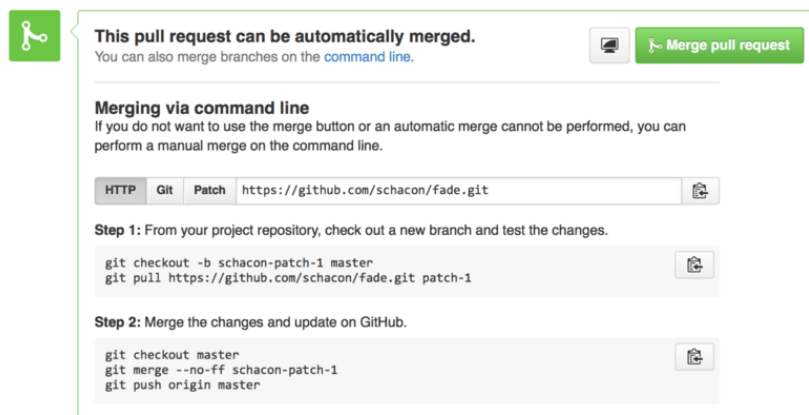 This pull request can be automatically merged.
You can also merge branches on the command line.
Merge pull request
Merging via command line
If you do not want to use the merge button or an automatic merge cannot be performed, you can
perform a manual merge on the command line.
HTTP Git Patch https://github.com/schacon/fade.git
Step 1: From your project repository, check out a new branch and test the changes.
git checkout -b schacon-patch-1 master
git pull https://github.com/schacon/fade.git patch-1
Step 2: Merge the changes and update on GitHub.
git checkout master
git merge --no-ff schacon-patch-1
git push origin master